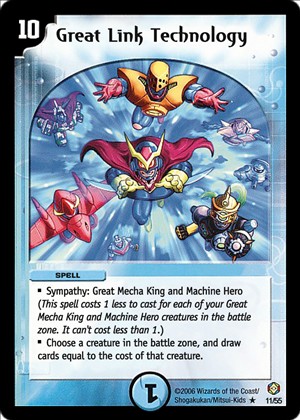 10
Great Link Technology
SPELL
▪ Sympathy: Great Mecha King and Machine Hero
(This spell costs 1 less to cast for each of your Great
Mecha King and Machine Hero creatures in the battle
zone. It can't cost less than 1.)
▪ Choose a creature in the battle zone, and draw
cards equal to the cost of that creature.
1
©2006 Wizards of the Coast/
Shogakukan/Mitsui-Kids ★ 11/55